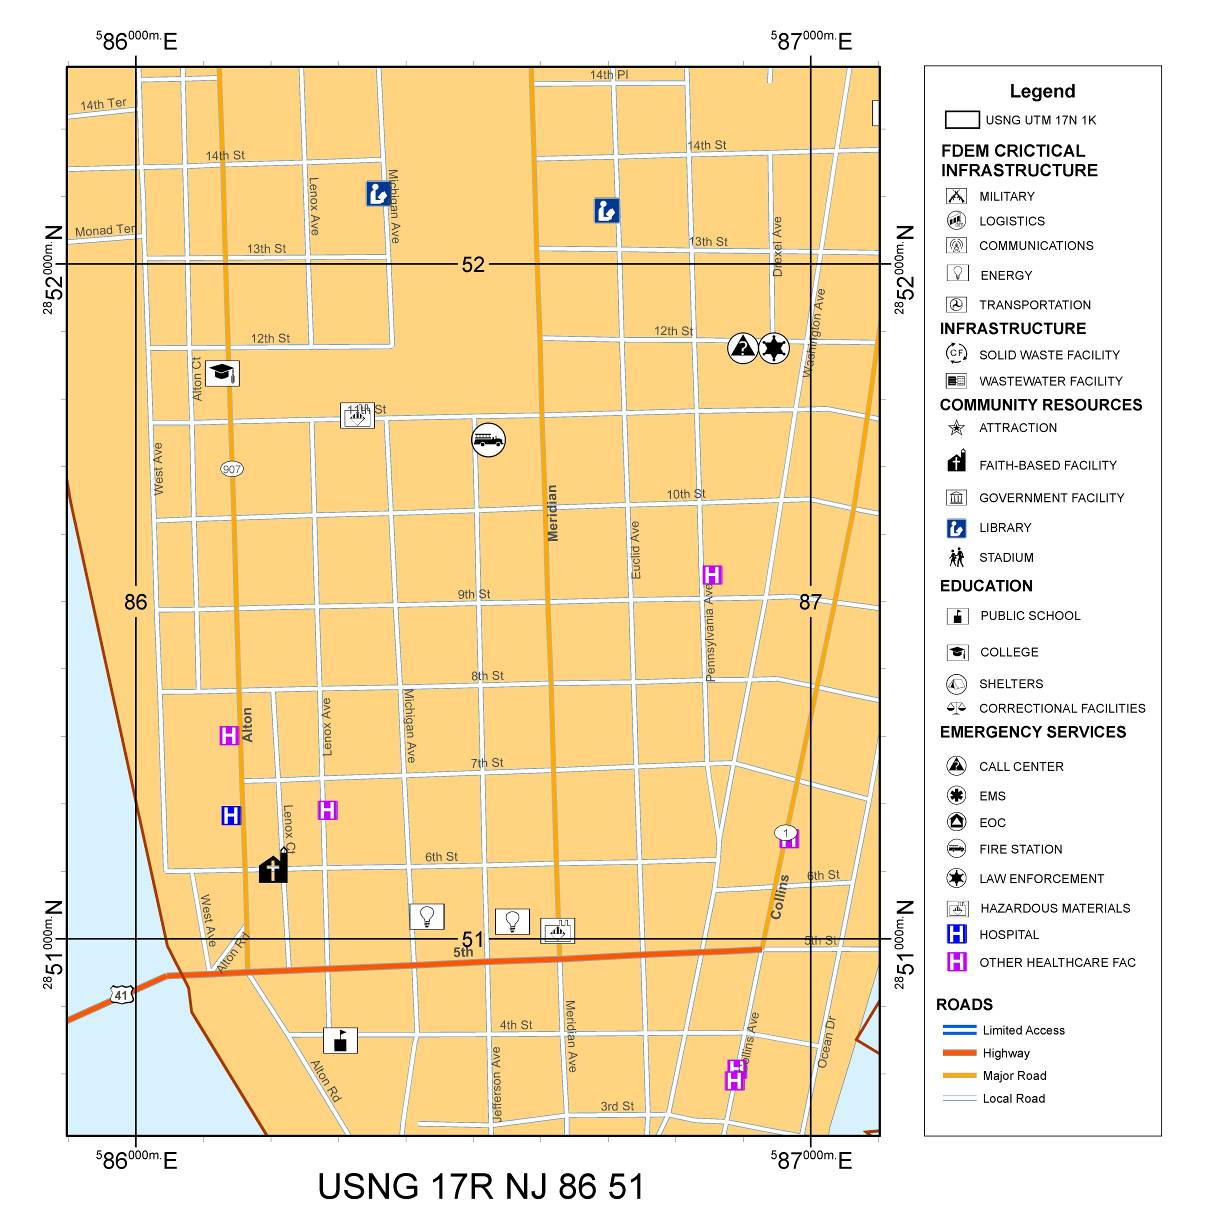 586000m.E
587000m.E
14th Pl
14th Ter
14th St
14th St
Lenox Ave
Michigan Ave
Monad Ter
13th St
13th St
Drexel Ave
2852000m.N
52
2852000m.N
12th St
12th St
Washington Ave
Alton Ct
11th St
West Ave
907
10th St
Meridian
Euclid Ave
86
9th St
87
Pennsylvania Ave
8th St
Alton
Lenox Ave
Michigan Ave
7th St
Lenox Ct
1
6th St
6th St
Collins
West Ave
Alton Rd
2851000m.N
51
5th
5th St
2851000m.N
41
4th St
Meridian Ave
Collins Ave
Ocean Dr
Alton Rd
Jefferson Ave
3rd St
586000m.E
587000m.E
USNG 17R NJ 86 51
Legend
USNG UTM 17N 1K
FDEM CRICTICAL
INFRASTRUCTURE
MILITARY
LOGISTICS
COMMUNICATIONS
ENERGY
TRANSPORTATION
INFRASTRUCTURE
CF
SOLID WASTE FACILITY
WASTEWATER FACILITY
COMMUNITY RESOURCES
ATTRACTION
FAITH-BASED FACILITY
GOVERNMENT FACILITY
LIBRARY
STADIUM
EDUCATION
PUBLIC SCHOOL
COLLEGE
SHELTERS
CORRECTIONAL FACILITIES
EMERGENCY SERVICES
CALL CENTER
EMS
EOC
FIRE STATION
LAW ENFORCEMENT
HAZARDOUS MATERIALS
H HOSPITAL
H OTHER HEALTHCARE FAC
ROADS
Limited Access
Highway
Major Road
Local Road